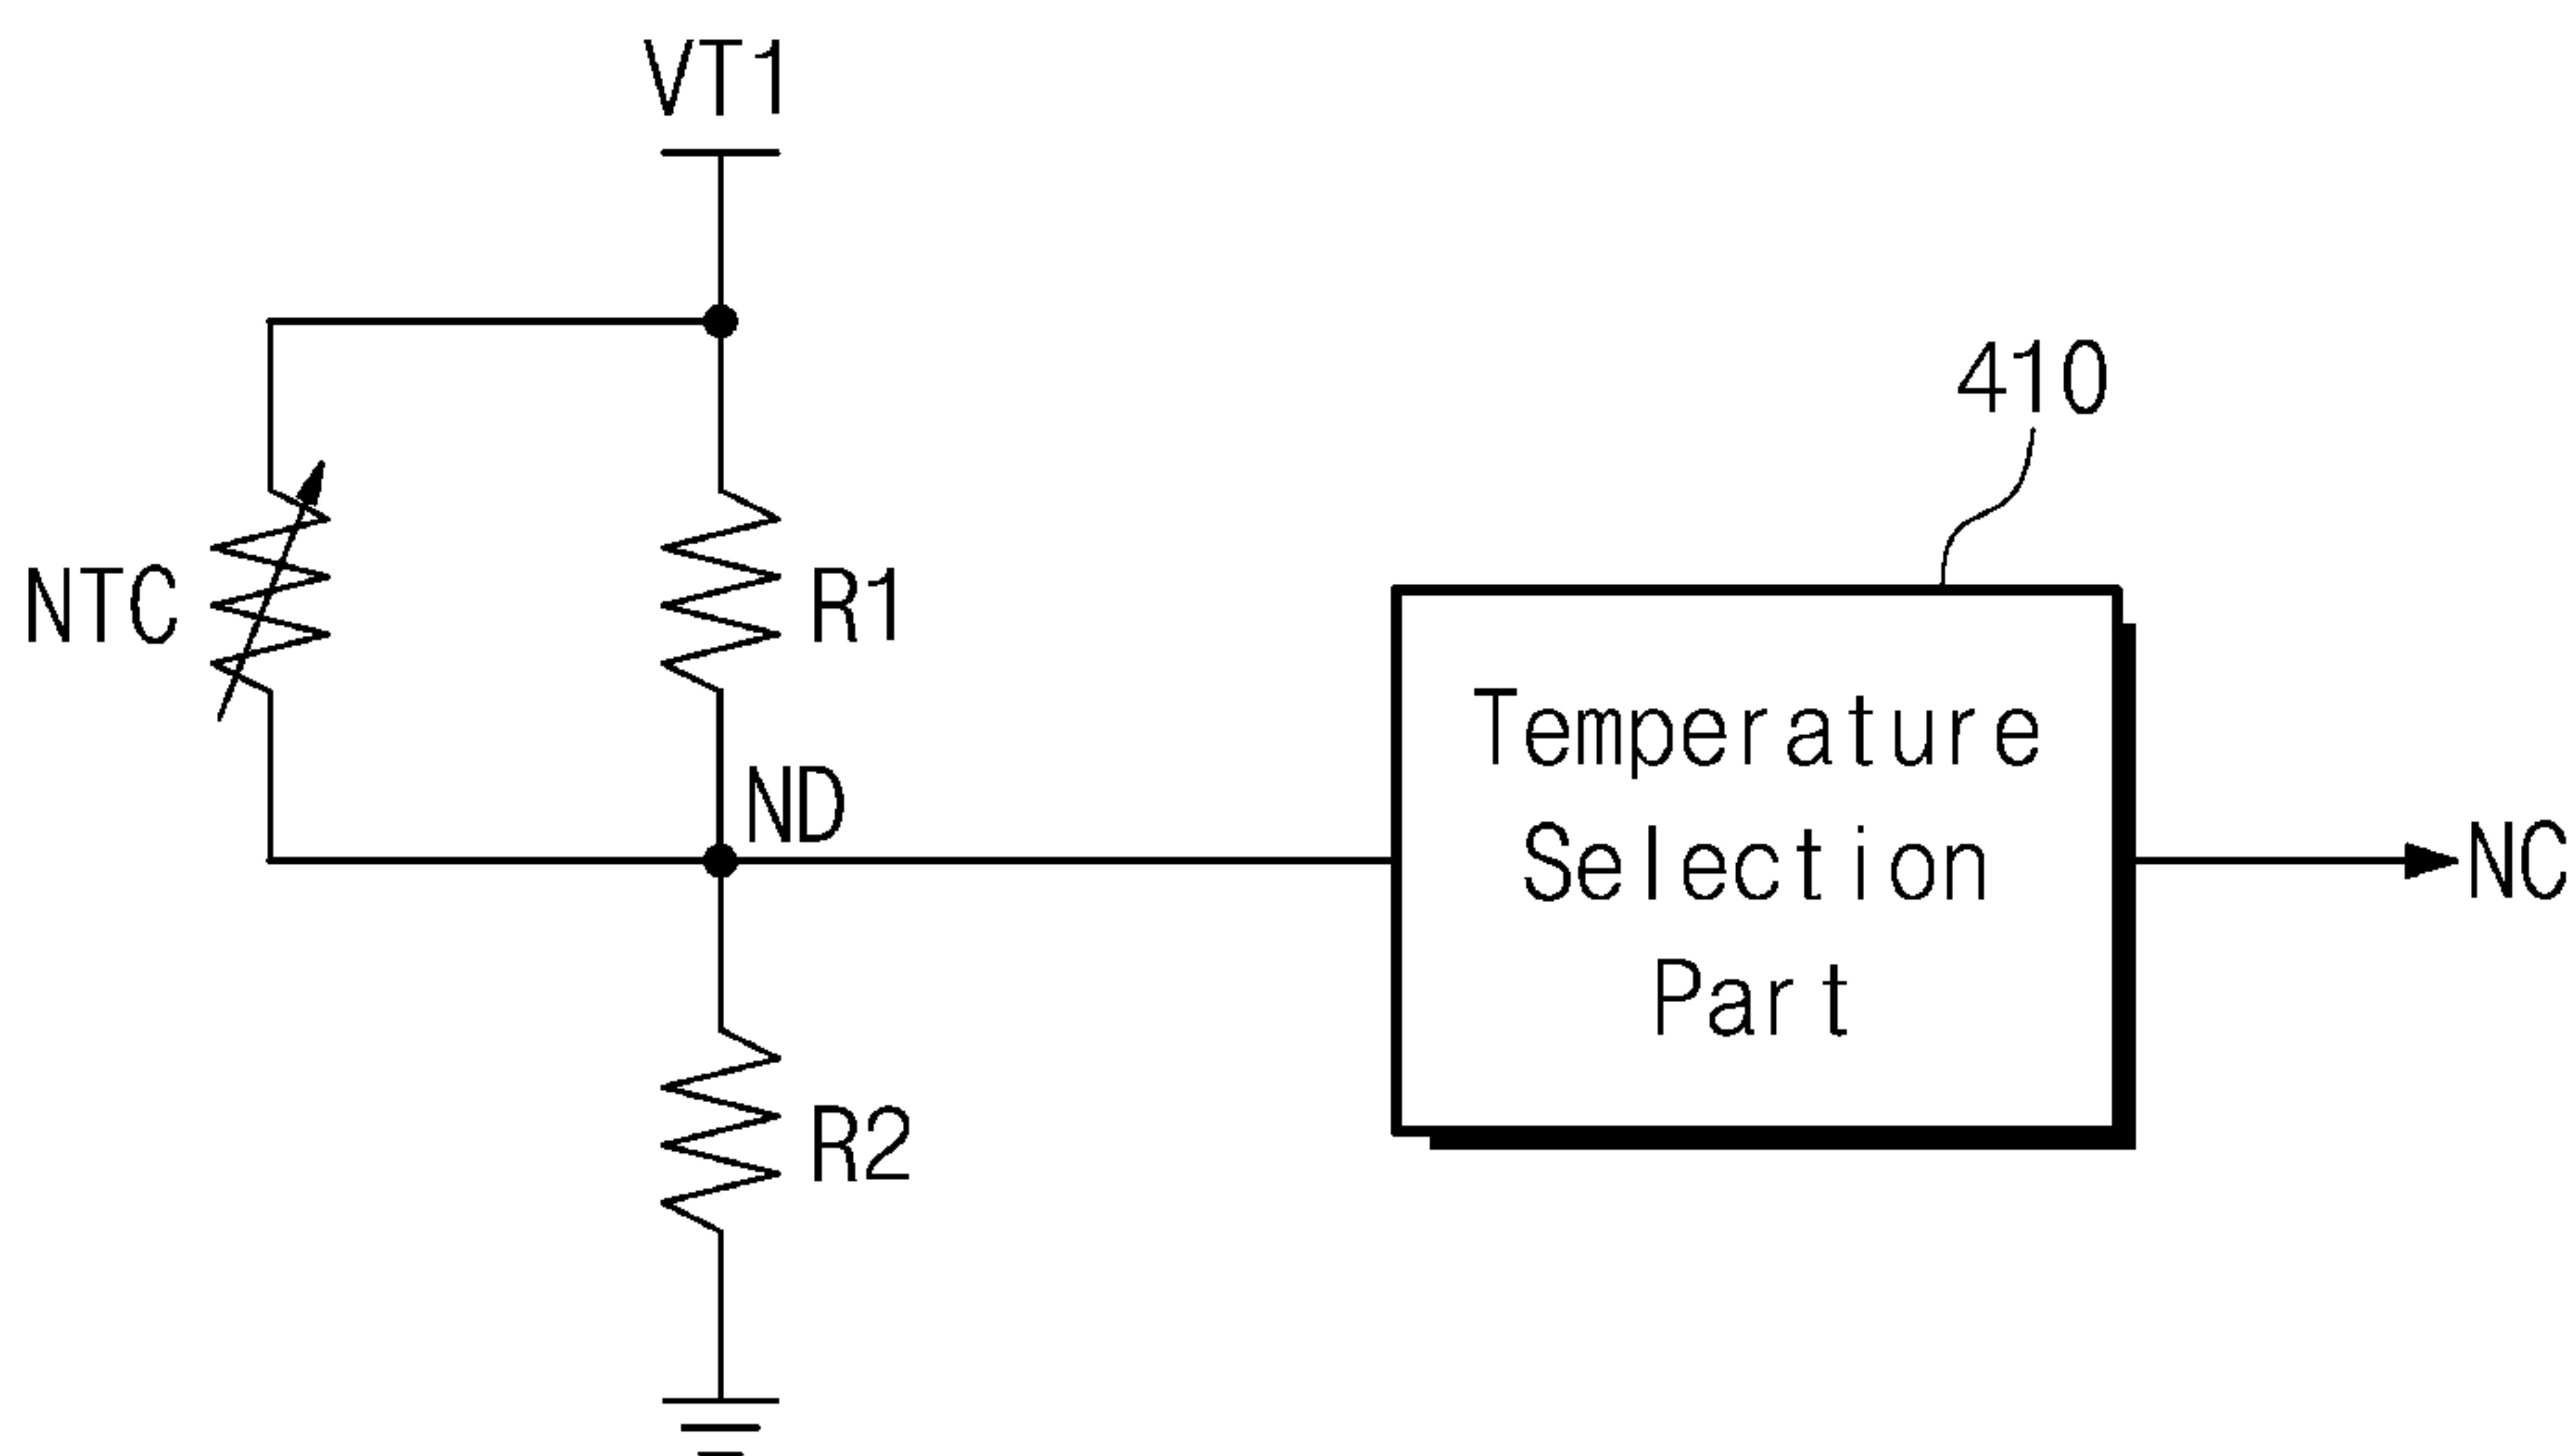 VT1
410
NTC
R1
ND
Temperature
Selection
Part
NC
R2